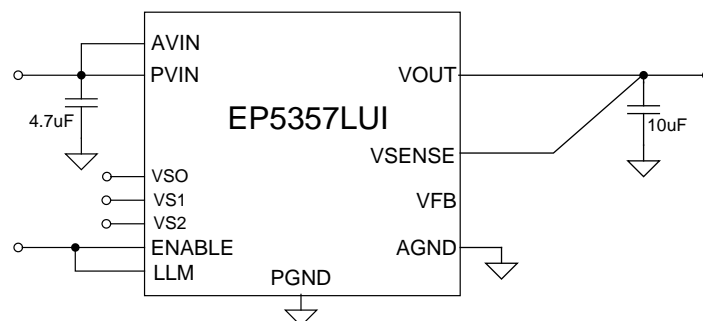 AVIN
PVIN
VOUT
4.7uF
EP5357LUI
10uF
VSENSE
VSO
VS1
VFB
VS2
ENABLE
AGND
LLM
PGND